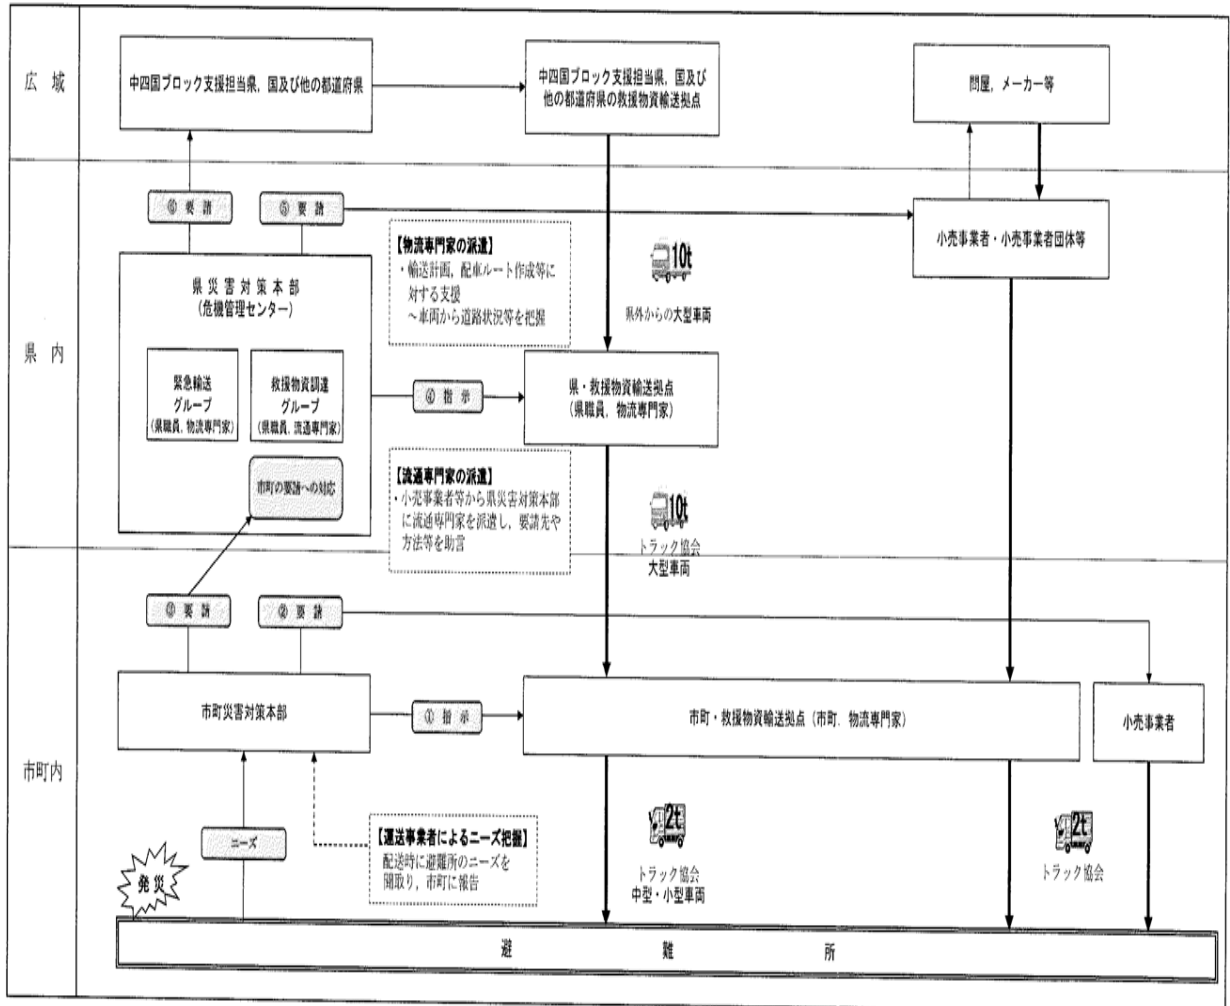 広域
中四国ブロック支援担当県，国及び他の都道府県
中四国ブロック支援担当県，国及び
他の都道府県の救援物資輸送拠点
問屋，メーカー等
県内
⑥ 要請
⑤ 要請
【物流専門家の派遣】
・輸送計画，配車ルート作成等に
対する支援
～車両から道路状況等を把握
10t
県外からの大型車両
小売事業者・小売事業者団体等
県災害対策本部
（危機管理センター）
緊急輸送
グループ
（県職員，物流専門家）
救援物資調達
グループ
（県職員，流通専門家）
市町の要請への対応
④ 指示
県・救援物資輸送拠点
（県職員，物流専門家）
【流通専門家の派遣】
・小売事業者等から県災害対策本部
に流通専門家を派遣し，要請先や
方法等を助言
10t
トラック協会
大型車両
市町内
③ 要請
② 要請
市町災害対策本部
① 指示
市町・救援物資輸送拠点（市町，物流専門家）
小売事業者
ニーズ
【運送事業者によるニーズ把握】
配送時に避難所のニーズを
聞取り，市町に報告
2t
トラック協会
中型・小型車両
2t
トラック協会
発災
避難所